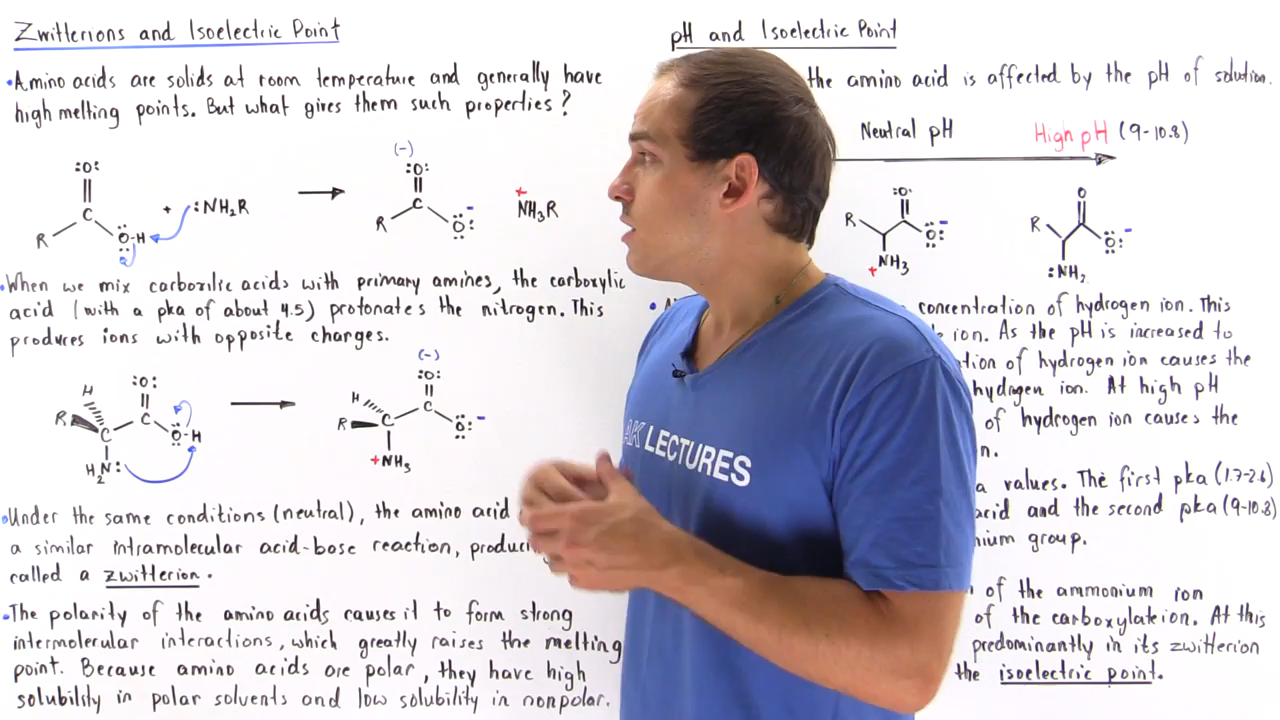 Zwitterions and Isoelectric Point
•Amino acids are solids at room temperature and generally have
high melting points. But what gives them such properties?
:O:
C
R
O-H
+ :NH₂R
(-)
:O:
C
R
O:⁻
+
NH₃R
•When we mix carboxilic acids with primary amines, the carboxylic
acid (with a pka of about 4.5) protonates the nitrogen. This
produces ions with opposite charges.
H
:O:
R
C
C
O-H
H₂N:
(-)
:O:
H
R
C
C
O:⁻
+NH₃
•Under the same conditions (neutral), the amino acid
a similar intramolecular acid-base reaction,
called a zwitterion.
•The polarity of the amino acids causes it to form strong
intermolecular interactions, which greatly raises the melting
point. Because amino acids are polar, they have high
solubility in polar solvents and low solubility in nonpolar.
pH and Isoelectric Point
the amino acid is affected by the pH of solution.
Neutral pH
High pH (9-10.8)
:O:
R
O:⁻
+NH₃
O
R
O:⁻
:NH₂
concentration of hydrogen ion. This
ion. As the pH is increased to
of hydrogen ion causes the
hydrogen ion. At high pH
of hydrogen ion causes the
values. The first pka (1.7-2.6)
acid and the second pka (9-10.8)
group.
of the ammonium ion
of the carboxylate ion. At this
predominantly in its zwitterion
the isoelectric point.
AK LECTURES